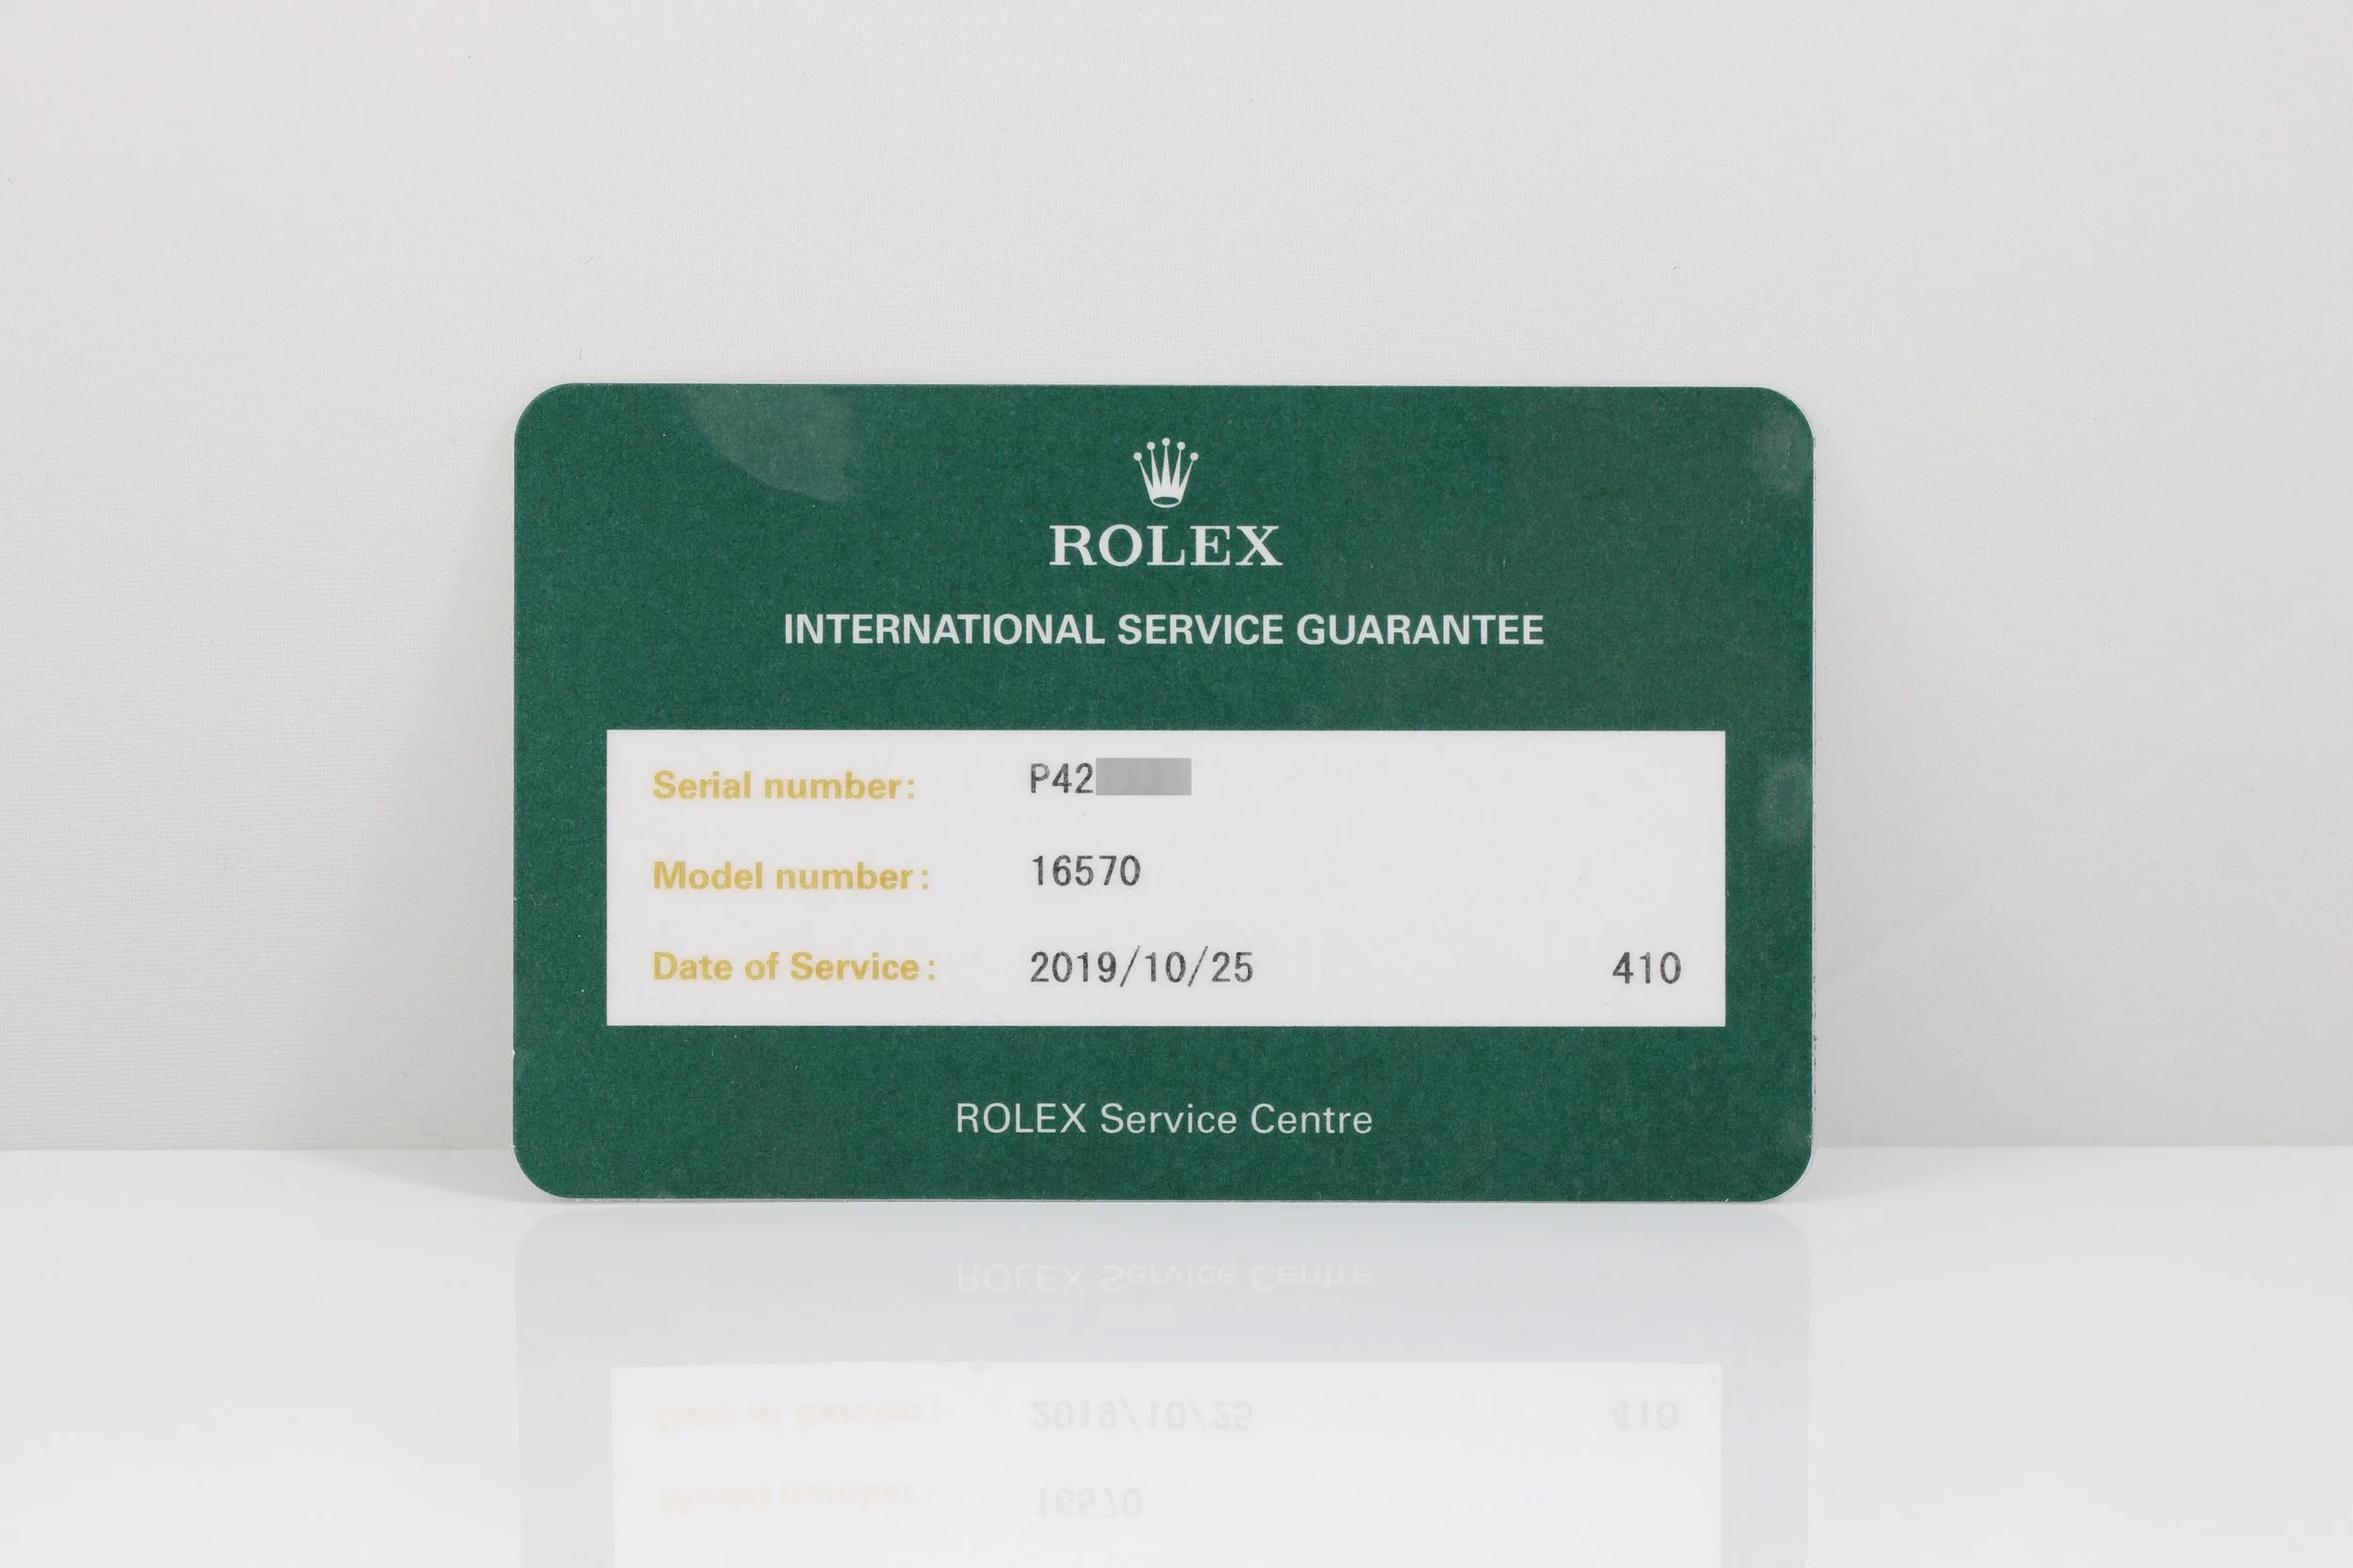 ROLEX
INTERNATIONAL SERVICE GUARANTEE
Serial number: P42
Model number: 16570
Date of Service: 2019/10/25 410
ROLEX Service Centre